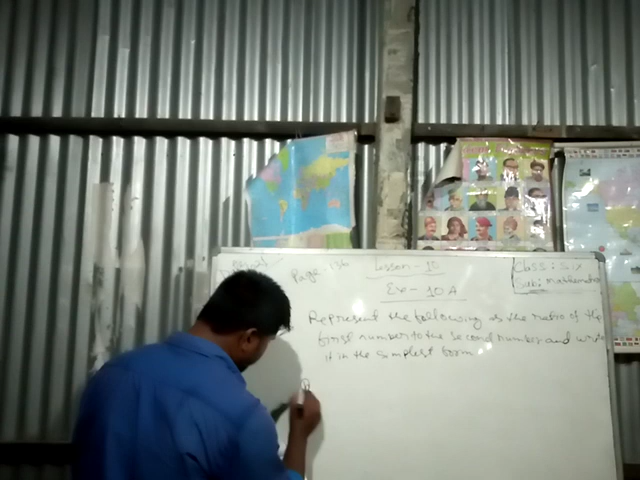 Page: 136
Lesson - 10
Class: SIX
Sub: Mathematics
Ex - 10 A
Represent the following as the ratio of the
first number to the second number and write
it in the simplest form